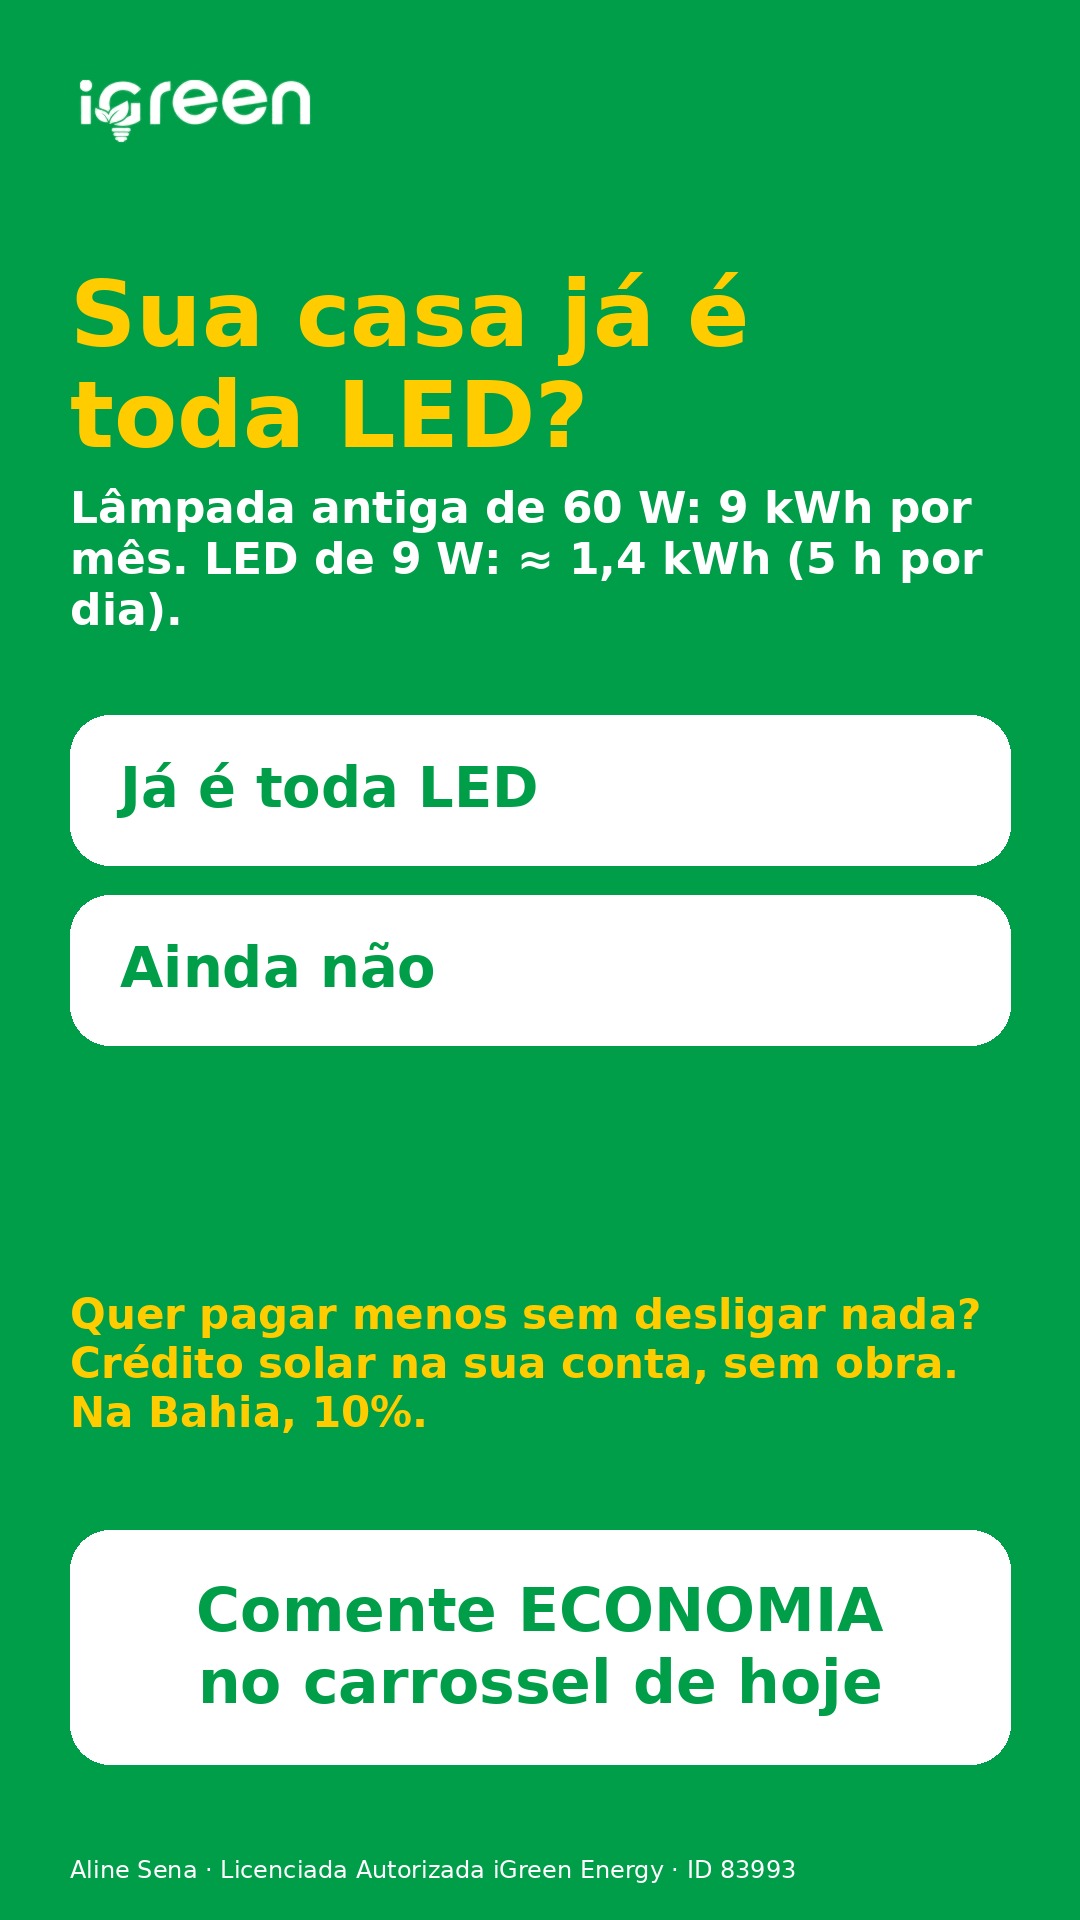 iGreen
Sua casa já é
toda LED?
Lâmpada antiga de 60 W: 9 kWh por
mês. LED de 9 W: ≈ 1,4 kWh (5 h por
dia).
Já é toda LED
Ainda não
Quer pagar menos sem desligar nada?
Crédito solar na sua conta, sem obra.
Na Bahia, 10%.
Comente ECONOMIA
no carrossel de hoje
Aline Sena · Licenciada Autorizada iGreen Energy · ID 83993